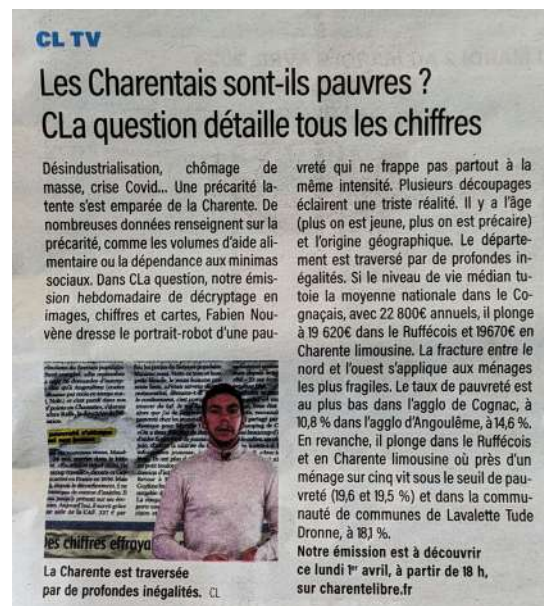 CL TV
Les Charentais sont-ils pauvres ?
CLa question détaille tous les chiffres
Désindustrialisation, chômage de
masse, crise Covid... Une précarité la-
tente s'est emparée de la Charente. De
nombreuses données renseignent sur la
précarité, comme les volumes d'aide ali-
mentaire ou la dépendance aux minimas
sociaux. Dans CLa question, notre émis-
sion hebdomadaire de décryptage en
images, chiffres et cartes, Fabien Nou-
vène dresse le portrait-robot d'une pau-
des chiffres effroya
La Charente est traversée
par de profondes inégalités. CL
vreté qui ne frappe pas partout à la
même intensité. Plusieurs découpages
éclairent une triste réalité. Il y a l'âge
(plus on est jeune, plus on est précaire)
et l'origine géographique. Le départe-
ment est traversé par de profondes in-
égalités. Si le niveau de vie médian tu-
toie la moyenne nationale dans le Co-
gnaçais, avec 22 800€ annuels, il plonge
à 19 620€ dans le Ruffécois et 19670€ en
Charente limousine. La fracture entre le
nord et l'ouest s'applique aux ménages
les plus fragiles. Le taux de pauvreté est
au plus bas dans l'agglo de Cognac, à
10,8 % dans l'agglo d'Angoulême, à 14,6 %.
En revanche, il plonge dans le Ruffécois
et en Charente limousine où près d'un
ménage sur cinq vit sous le seuil de pau-
vreté (19,6 et 19,5 %) et dans la commu-
nauté de communes de Lavalette Tude
Dronne, à 18,1 %.
Notre émission est à découvrir
ce lundi 1er avril, à partir de 18 h,
sur charentelibre.fr